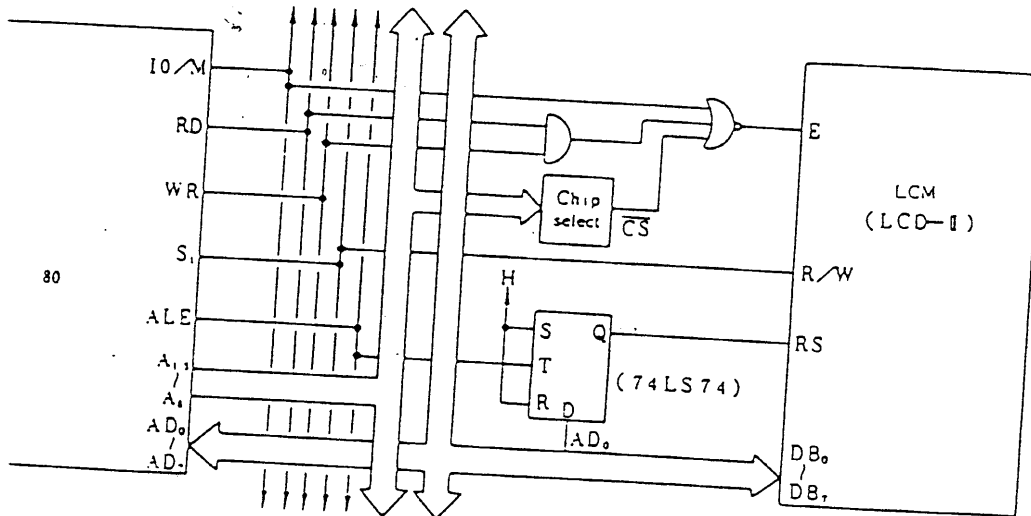 IO/M
RD
WR
S₁
80
ALE
A₁₅
A₈
AD₀
AD₇
Chip
select
CS
H
S
Q
T
R
D
(74LS74)
AD₀
E
LCM
(LCD-Ⅱ)
R/W
RS
DB₀
DB₇